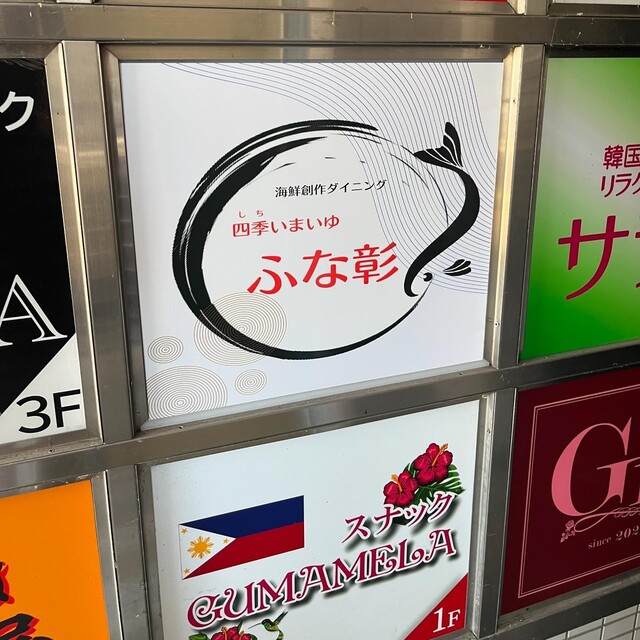 ク
A
3F
海鮮創作ダイニング
しち
四季いまいゆ
ふな彰
韓国
リラク
サ
スナック
GUMAMELA
1F
G
since 202